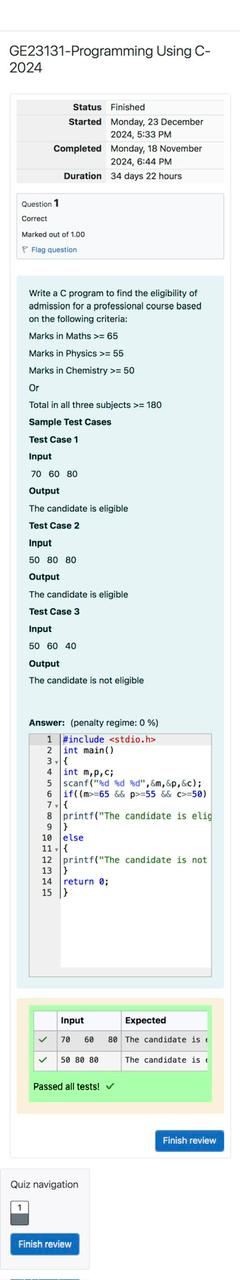 GE23131-Programming Using C-
2024
Status Finished
Started Monday, 23 December
2024, 5:33 PM
Completed Monday, 18 November
2024, 6:44 PM
Duration 34 days 22 hours
Question 1
Correct
Marked out of 1.00
Flag question
Write a C program to find the eligibility of
admission for a professional course based
on the following criteria:
Marks in Maths >= 65
Marks in Physics >= 55
Marks in Chemistry >= 50
Or
Total in all three subjects >= 180
Sample Test Cases
Test Case 1
Input
70 60 80
Output
The candidate is eligible
Test Case 2
Input
50 80 80
Output
The candidate is eligible
Test Case 3
Input
50 60 40
Output
The candidate is not eligible
Answer: (penalty regime: 0 %)
1 #include <stdio.h>
2 int main()
3 {
4 int m,p,c;
5 scanf("%d %d %d",&m,&p,&c);
6 if((m>=65 && p>=55 && c>=50)
7 {
8 printf("The candidate is elig
9 }
10 else
11 {
12 printf("The candidate is not
13 }
14 return 0;
15 }
Input Expected
70 60 80 The candidate is e
50 80 80 The candidate is e
Passed all tests!
Finish review
Quiz navigation
1
Finish review